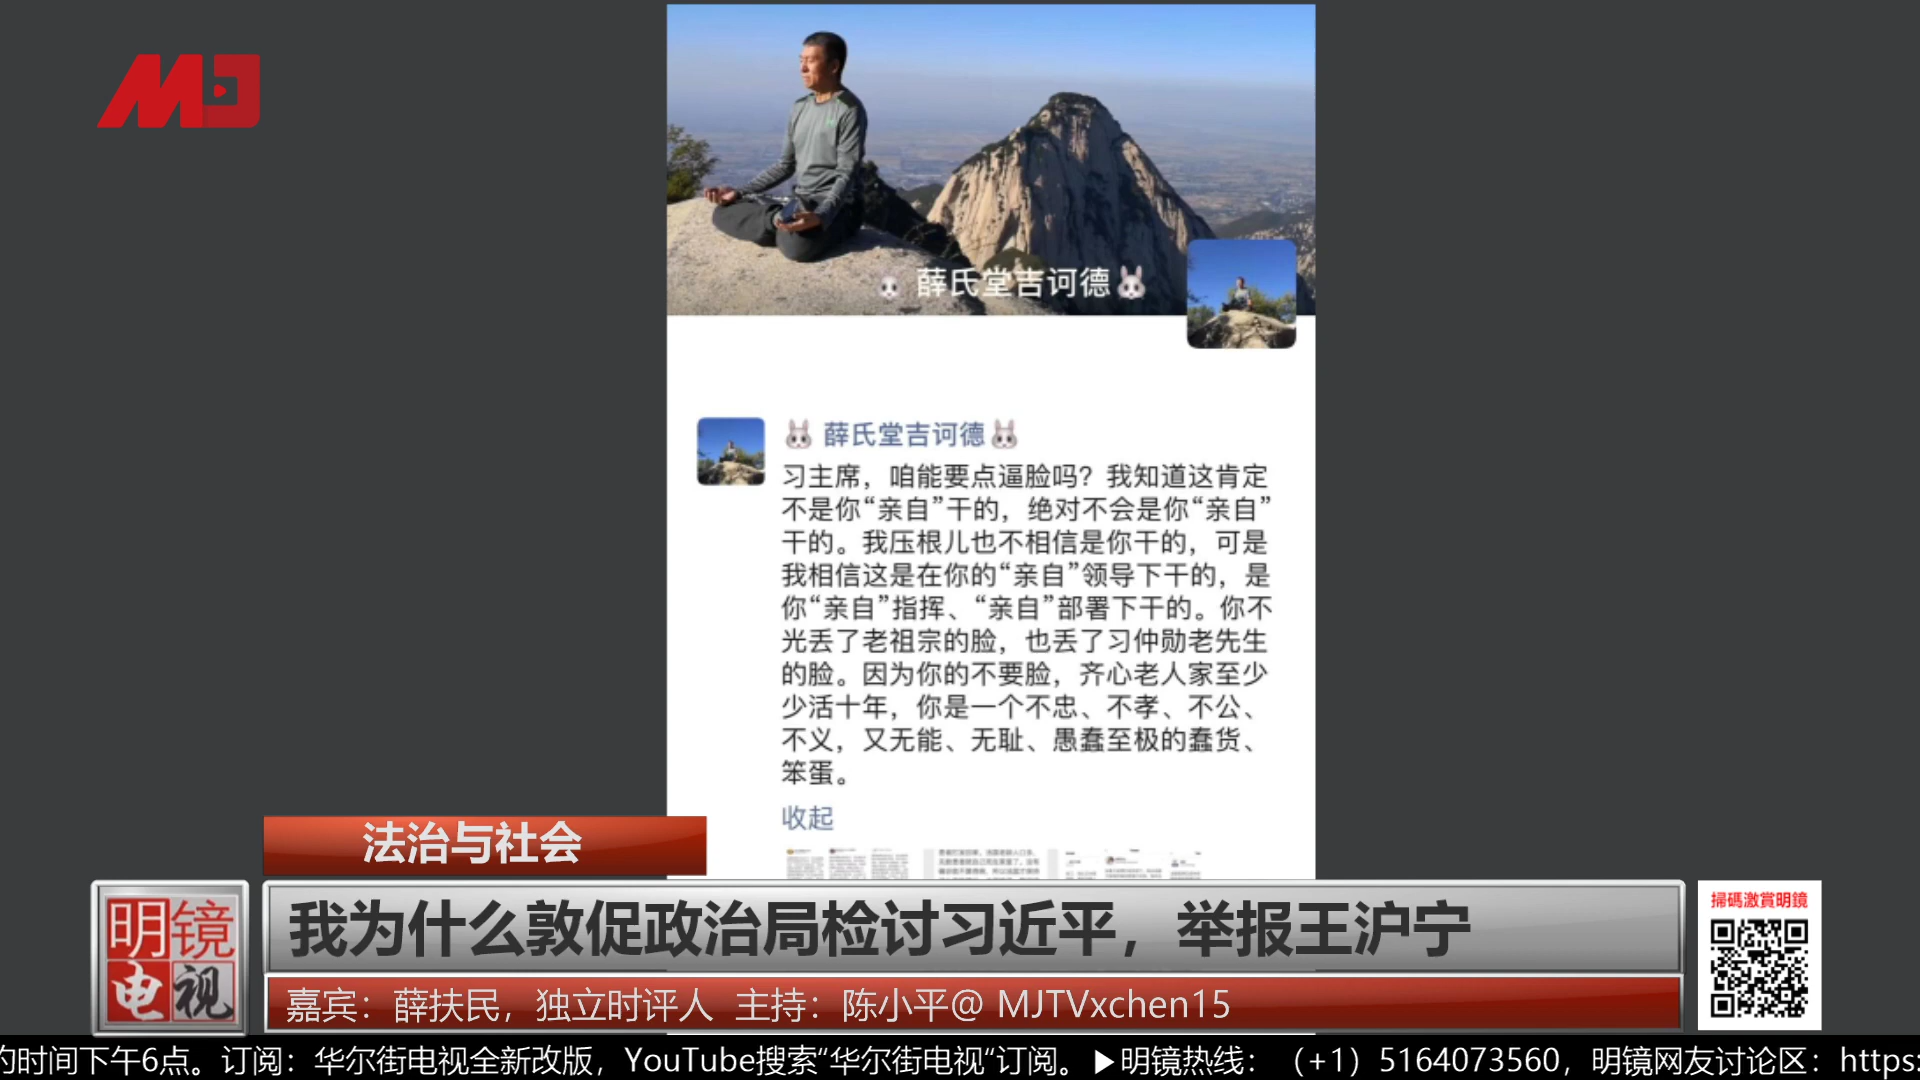 MJ
薛氏堂吉诃德
薛氏堂吉诃德
习主席，咱能要点逼脸吗？我知道这肯定
不是你“亲自”干的，绝对不会是你“亲自”
干的。我压根儿也不相信是你干的，可是
我相信这是在你的“亲自”领导下干的，是
你“亲自”指挥、“亲自”部署下干的。你不
光丢了老祖宗的脸，也丢了习仲勋老先生
的脸。因为你的不要脸，齐心老人家至少
少活十年，你是一个不忠、不孝、不公、
不义，又无能、无耻、愚蠢至极的蠢货、
笨蛋。
收起
法治与社会
明镜
电视
我为什么敦促政治局检讨习近平，举报王沪宁
嘉宾：薛扶民，独立时评人 主持：陈小平@ MJTVxchen15
掃碼激賞明鏡
的时间下午6点。订阅：华尔街电视全新改版，YouTube搜索“华尔街电视“订阅。▶明镜热线：（+1）5164073560，明镜网友讨论区：https: